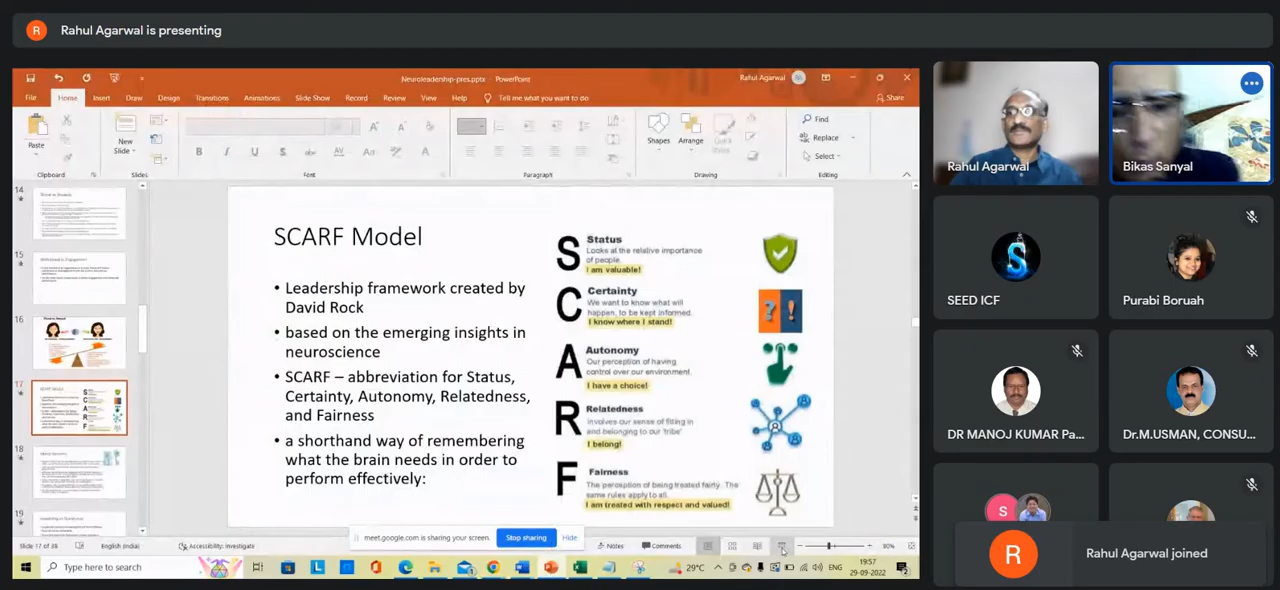 Rahul Agarwal is presenting
R
Neuroleadership-pres.pptx - PowerPoint
Rahul Agarwal
File Home Insert Draw Design Transitions Animations Slide Show Record Review View Help Tell me what you want to do
Share
Paste
New
Slide
Shapes
Arrange
Find
Replace
Select
Clipboard
Slides
Font
Paragraph
Drawing
Editing
14
15
16
17
18
19
SCARF Model
• Leadership framework created by
David Rock
• based on the emerging insights in
neuroscience
• SCARF – abbreviation for Status,
Certainty, Autonomy, Relatedness,
and Fairness
• a shorthand way of remembering
what the brain needs in order to
perform effectively:
S
Status
Looks at the relative importance
of people.
I am valuable!
C
Certainty
We want to know what will
happen, to be kept informed.
I know where I stand!
A
Autonomy
Our perception of having
control over our environment.
I have a choice!
R
Relatedness
Involves our sense of fitting in
and belonging to our 'tribe'
I belong!
F
Fairness
The perception of being treated fairly. The
same rules apply to all.
I am treated with respect and valued!
meet.google.com is sharing your screen.
Stop sharing
Hide
Slide 17 of 38
English (India)
Accessibility: Investigate
Notes
Comments
80%
Type here to search
29°C
ENG
19:57
29-09-2022
Rahul Agarwal
Bikas Sanyal
SEED ICF
Purabi Boruah
DR MANOJ KUMAR Pa...
Dr.M.USMAN, CONSU...
S
R
Rahul Agarwal joined